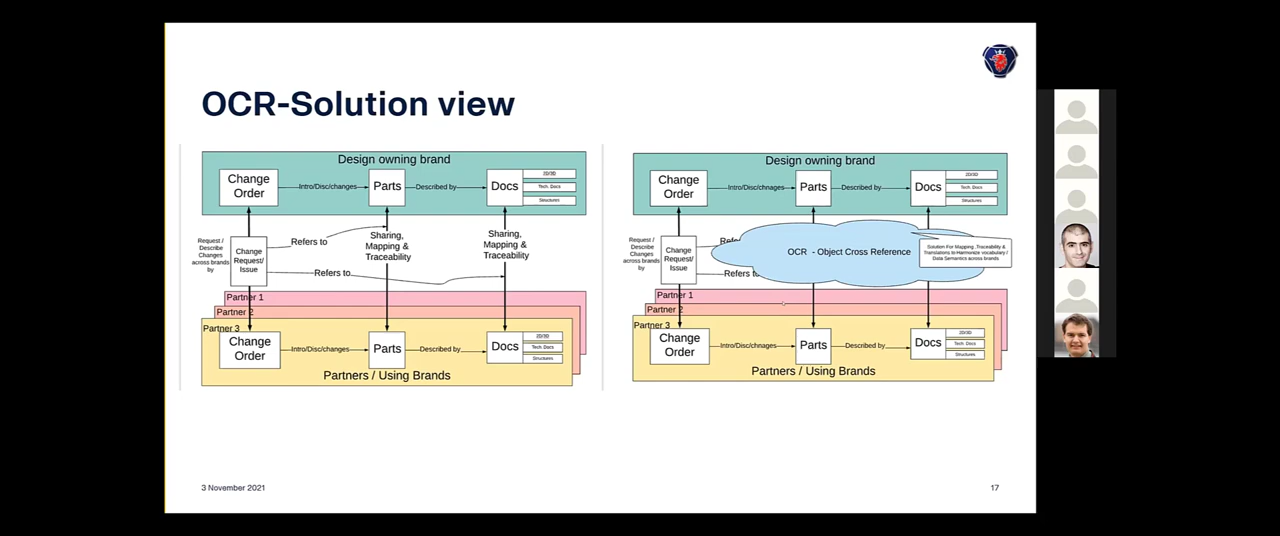 OCR-Solution view
Design owning brand
Change
Order
Intro/Disc/changes
Parts
Described by
Docs
2D/3D
Tech. Docs
Structures
Request /
Describe
Changes
across brands
by
Change
Request/
Issue
Refers to
Refers to
Sharing,
Mapping &
Traceability
Sharing,
Mapping &
Traceability
Partner 1
Partner 2
Partner 3
Change
Order
Intro/Disc/changes
Parts
Described by
Docs
2D/3D
Tech. Docs
Structures
Partners / Using Brands
Design owning brand
Change
Order
Intro/Disc/chnages
Parts
Described by
Docs
2D/3D
Tech. Docs
Structures
Request /
Describe
Changes
across brands
by
Change
Request/
Issue
Refe
Refers to
OCR - Object Cross Reference
Solution For Mapping ,Traceability &
Translations to Harmonize vocabulary /
Data Semantics across brands
Partner 1
Partner 2
Partner 3
Change
Order
Intro/Disc/chnages
Parts
Described by
Docs
2D/3D
Tech. Docs
Structures
Partners / Using Brands
3 November 2021
17